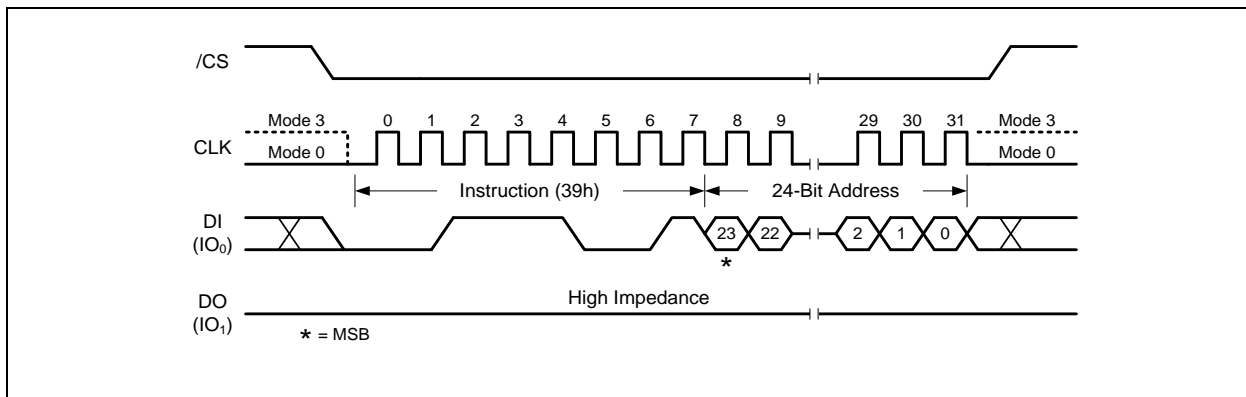 /CS
CLK
Mode 3
Mode 0
0 1 2 3 4 5 6 7 8 9 29 30 31
Mode 3
Mode 0
Instruction (39h)
24-Bit Address
DI
(IO₀)
23 22 2 1 0
*
DO
(IO₁)
High Impedance
* = MSB